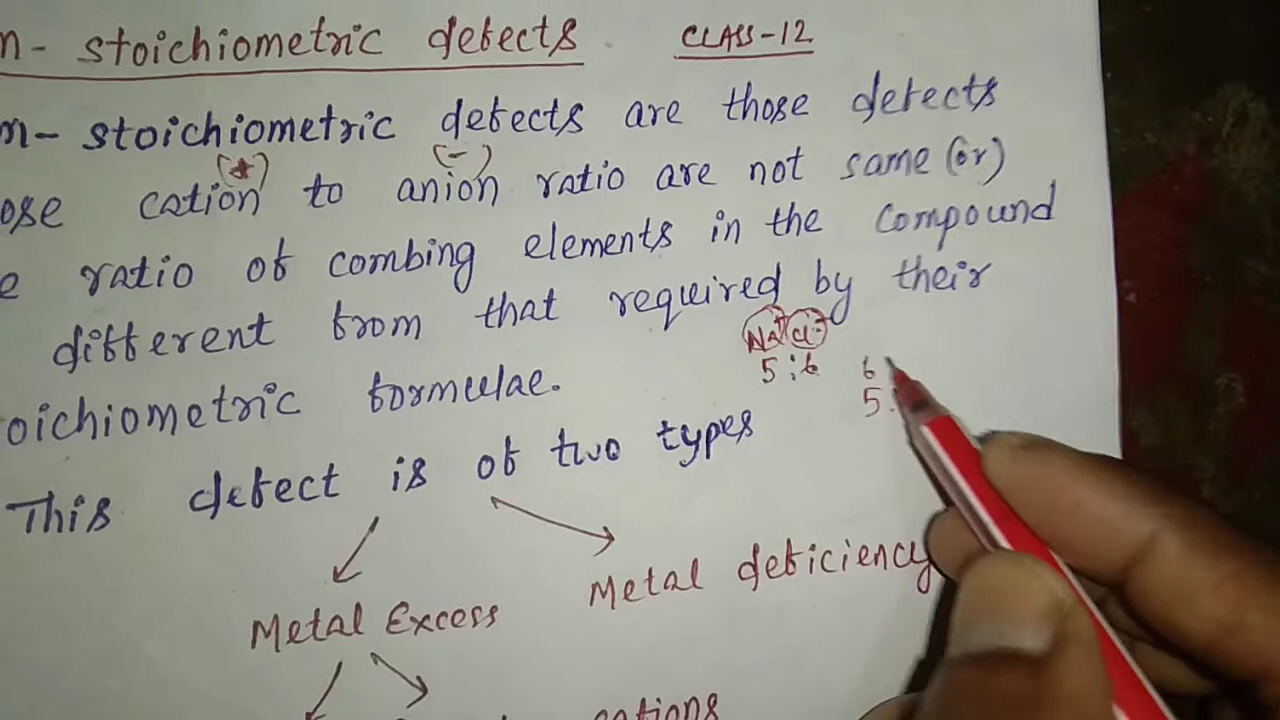 n- stoichiometric defects. CLASS-12
n- stoichiometric defects are those defects
(+) (-)
ose cation to anion ratio are not same (or)
e ratio of combing elements in the compound
different from that required by their
Na+ Cl-
5:6 6
5.
oichiometric formulae.
This defect is of two types
Metal Excess Metal deficiency
cations